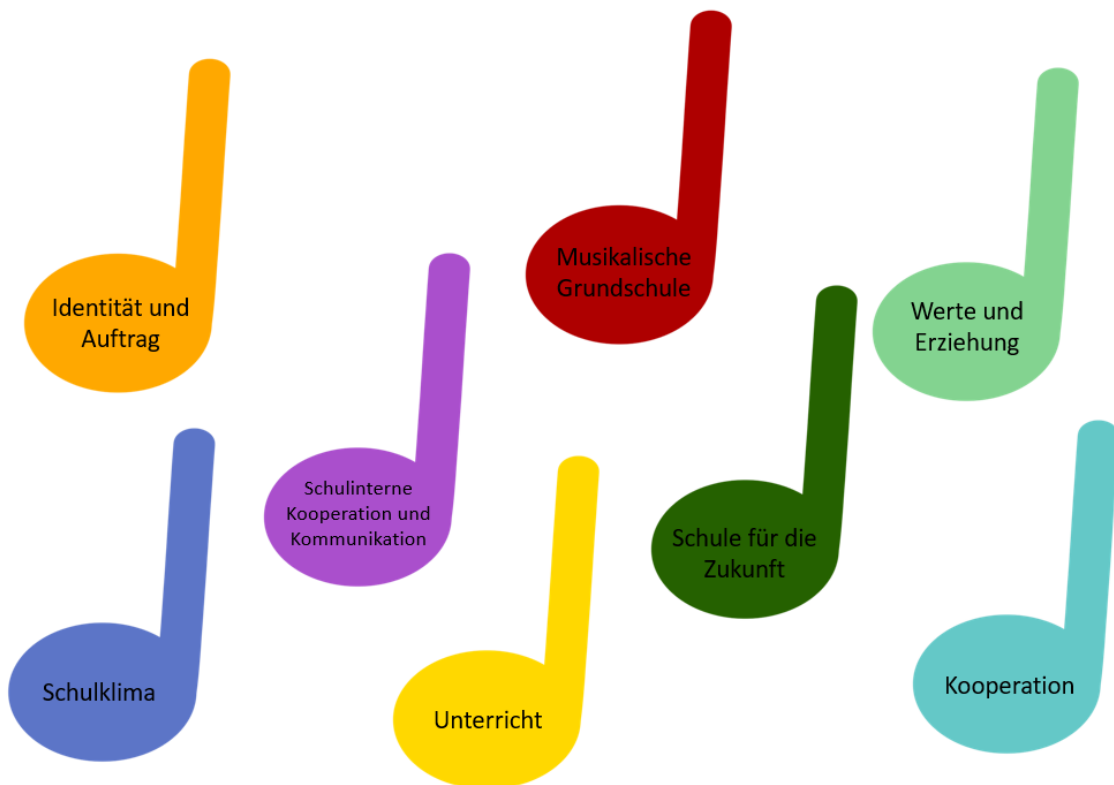 Identität und
Auftrag
Musikalische
Grundschule
Werte und
Erziehung
Schulinterne
Kooperation und
Kommunikation
Schule für die
Zukunft
Schulklima
Unterricht
Kooperation